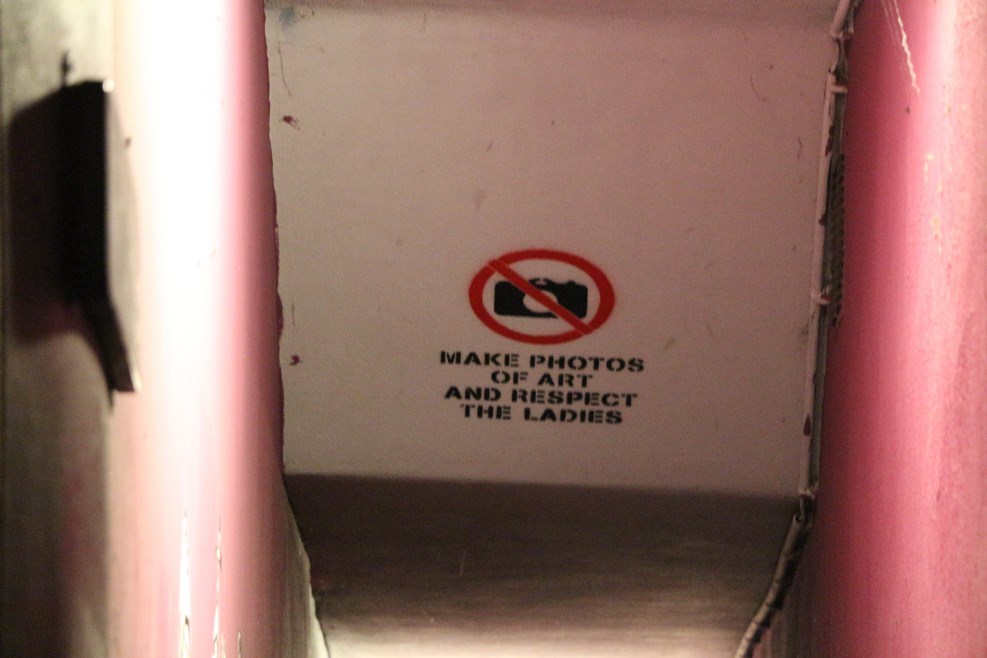 MAKE PHOTOS
OF ART
AND RESPECT
THE LADIES